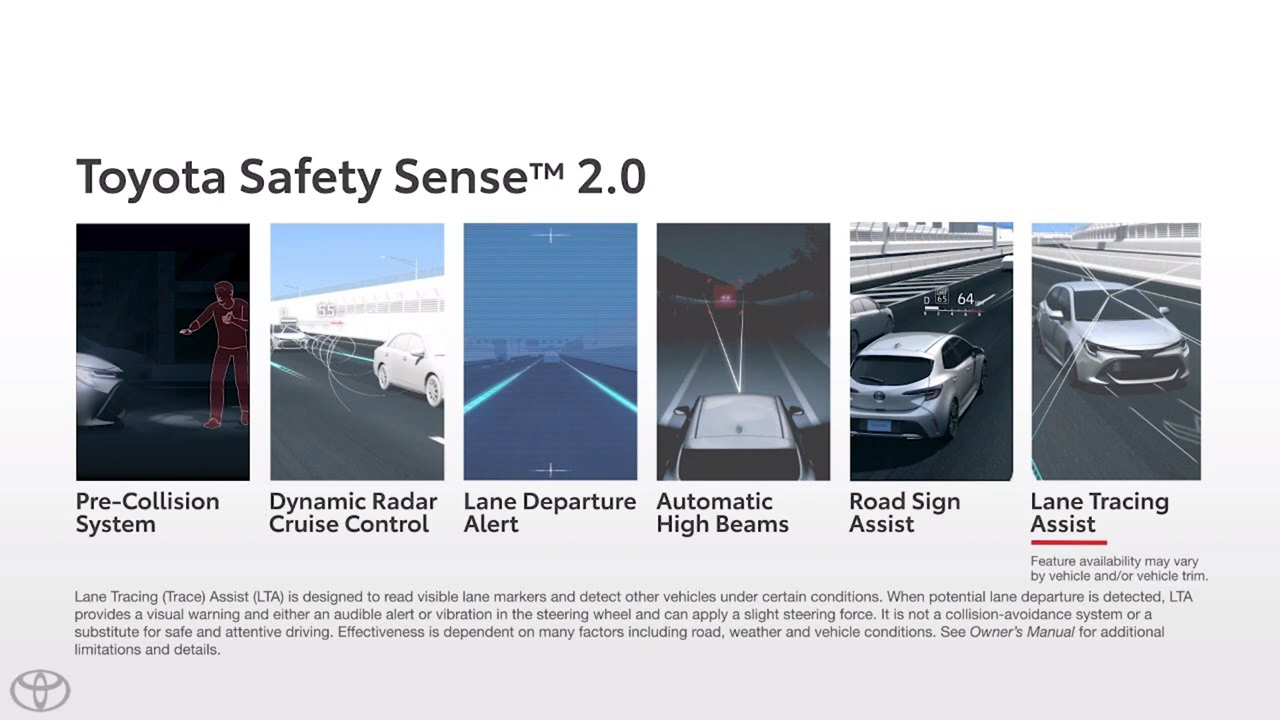 Toyota Safety Sense™ 2.0
55
D 65 64
Pre-Collision
System
Dynamic Radar
Cruise Control
Lane Departure
Alert
Automatic
High Beams
Road Sign
Assist
Lane Tracing
Assist
Feature availability may vary
by vehicle and/or vehicle trim.
Lane Tracing (Trace) Assist (LTA) is designed to read visible lane markers and detect other vehicles under certain conditions. When potential lane departure is detected, LTA
provides a visual warning and either an audible alert or vibration in the steering wheel and can apply a slight steering force. It is not a collision-avoidance system or a
substitute for safe and attentive driving. Effectiveness is dependent on many factors including road, weather and vehicle conditions. See Owner's Manual for additional
limitations and details.